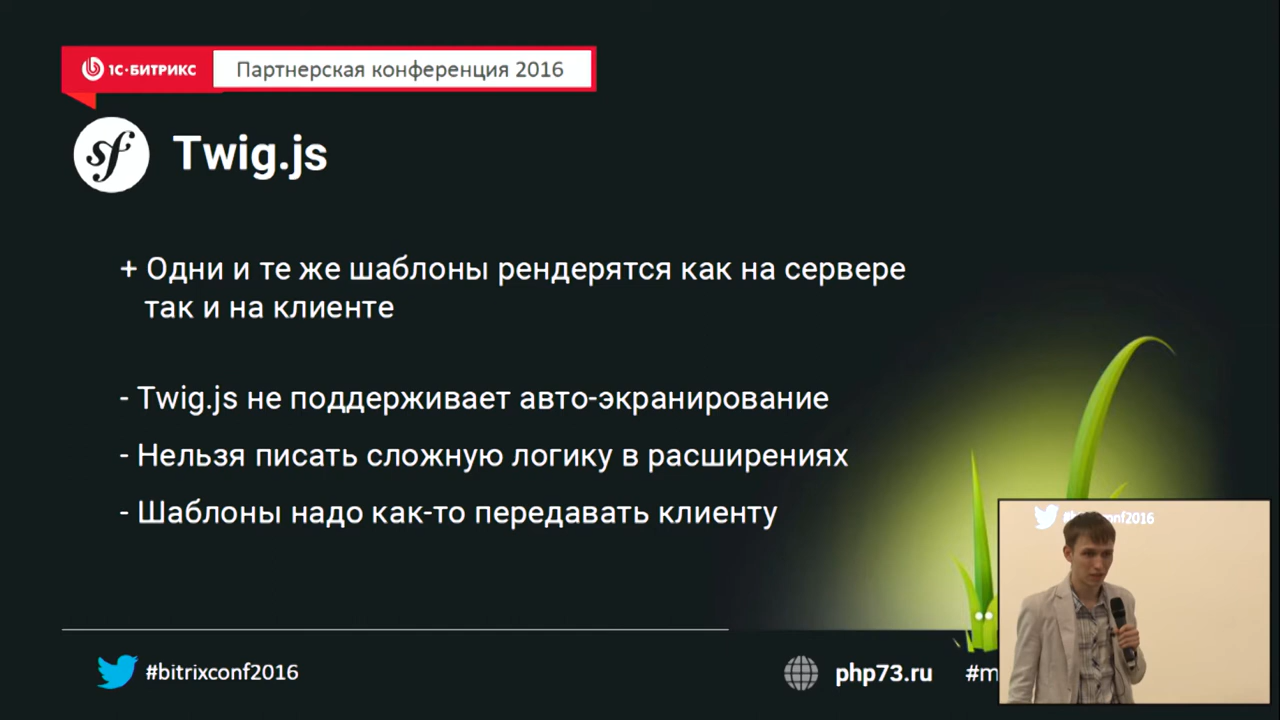 1С·БИТРИКС Партнерская конференция 2016
sf Twig.js
+ Одни и те же шаблоны рендерятся как на сервере
так и на клиенте
- Twig.js не поддерживает авто-экранирование
- Нельзя писать сложную логику в расширениях
- Шаблоны надо как-то передавать клиенту
#bitrixconf2016
php73.ru #m